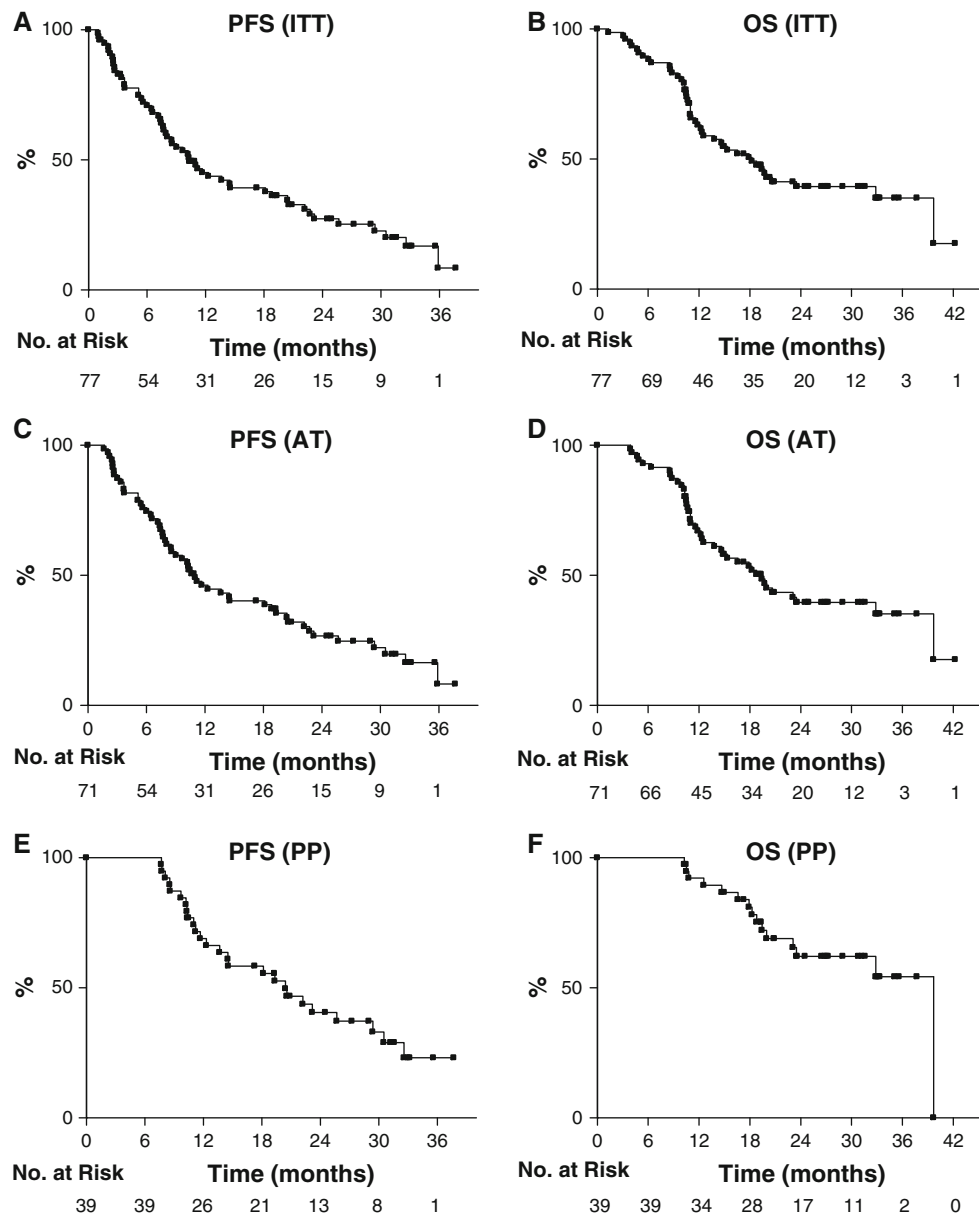 A PFS (ITT)
100
50
0
%
0 6 12 18 24 30 36
No. at Risk Time (months)
77 54 31 26 15 9 1
B OS (ITT)
100
50
0
%
0 6 12 18 24 30 36 42
No. at Risk Time (months)
77 69 46 35 20 12 3 1
C PFS (AT)
100
50
0
%
0 6 12 18 24 30 36
No. at Risk Time (months)
71 54 31 26 15 9 1
D OS (AT)
100
50
0
%
0 6 12 18 24 30 36 42
No. at Risk Time (months)
71 66 45 34 20 12 3 1
E PFS (PP)
100
50
0
%
0 6 12 18 24 30 36
No. at Risk Time (months)
39 39 26 21 13 8 1
F OS (PP)
100
50
0
%
0 6 12 18 24 30 36 42
No. at Risk Time (months)
39 39 34 28 17 11 2 0